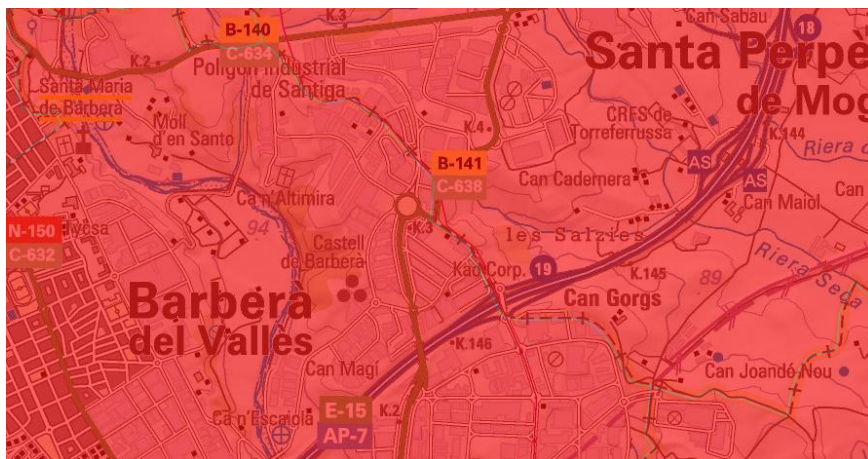 B-140
C-634
K.3
Can Sabau
18
K.2
Polígon Industrial
de Santiga
Santa Perpè
de Mog
Santa Maria
de Barberà
Molí
d'en Santo
K.4
CRFS de
Torreferrussa
K.144
Riera
B-141
C-638
AS
AS
Can Cadernera
Can
Can Maiol
Ca n'Altimira
94
N-150
C-632
K.3
les Salzies
Castell
de Barberà
Kao Corp.
19
K.145
89
Riera Seca
Barberà
del Vallès
Can Gorgs
K.146
Can Magí
Can Joandó Nou
E-15
AP-7
K.2
Ca n'Escaiola